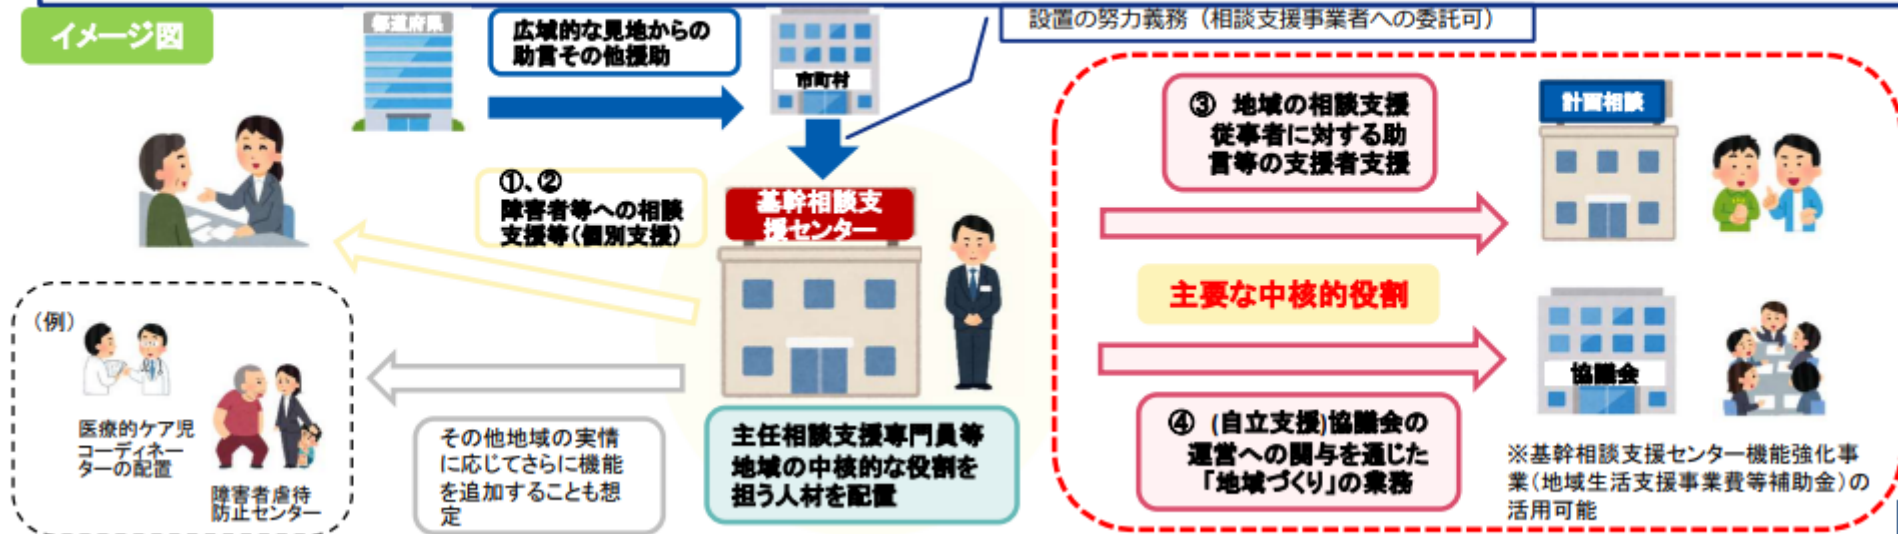 設置の努力義務（相談支援事業者への委託可）
イメージ図
都道府県
広域的な見地からの
助言その他援助
市町村
①、②
障害者等への相談
支援等（個別支援）
基幹相談支
援センター
主任相談支援専門員等
地域の中核的な役割を
担う人材を配置
（例）
医療的ケア児
コーディネー
ターの配置
障害者虐待
防止センター
その他地域の実情
に応じてさらに機能
を追加することも想
定
③ 地域の相談支援
従事者に対する助
言等の支援者支援
計画相談
主要な中核的役割
協議会
④ (自立支援)協議会の
運営への関与を通じた
「地域づくり」の業務
※基幹相談支援センター機能強化事
業（地域生活支援事業費等補助金）の
活用可能